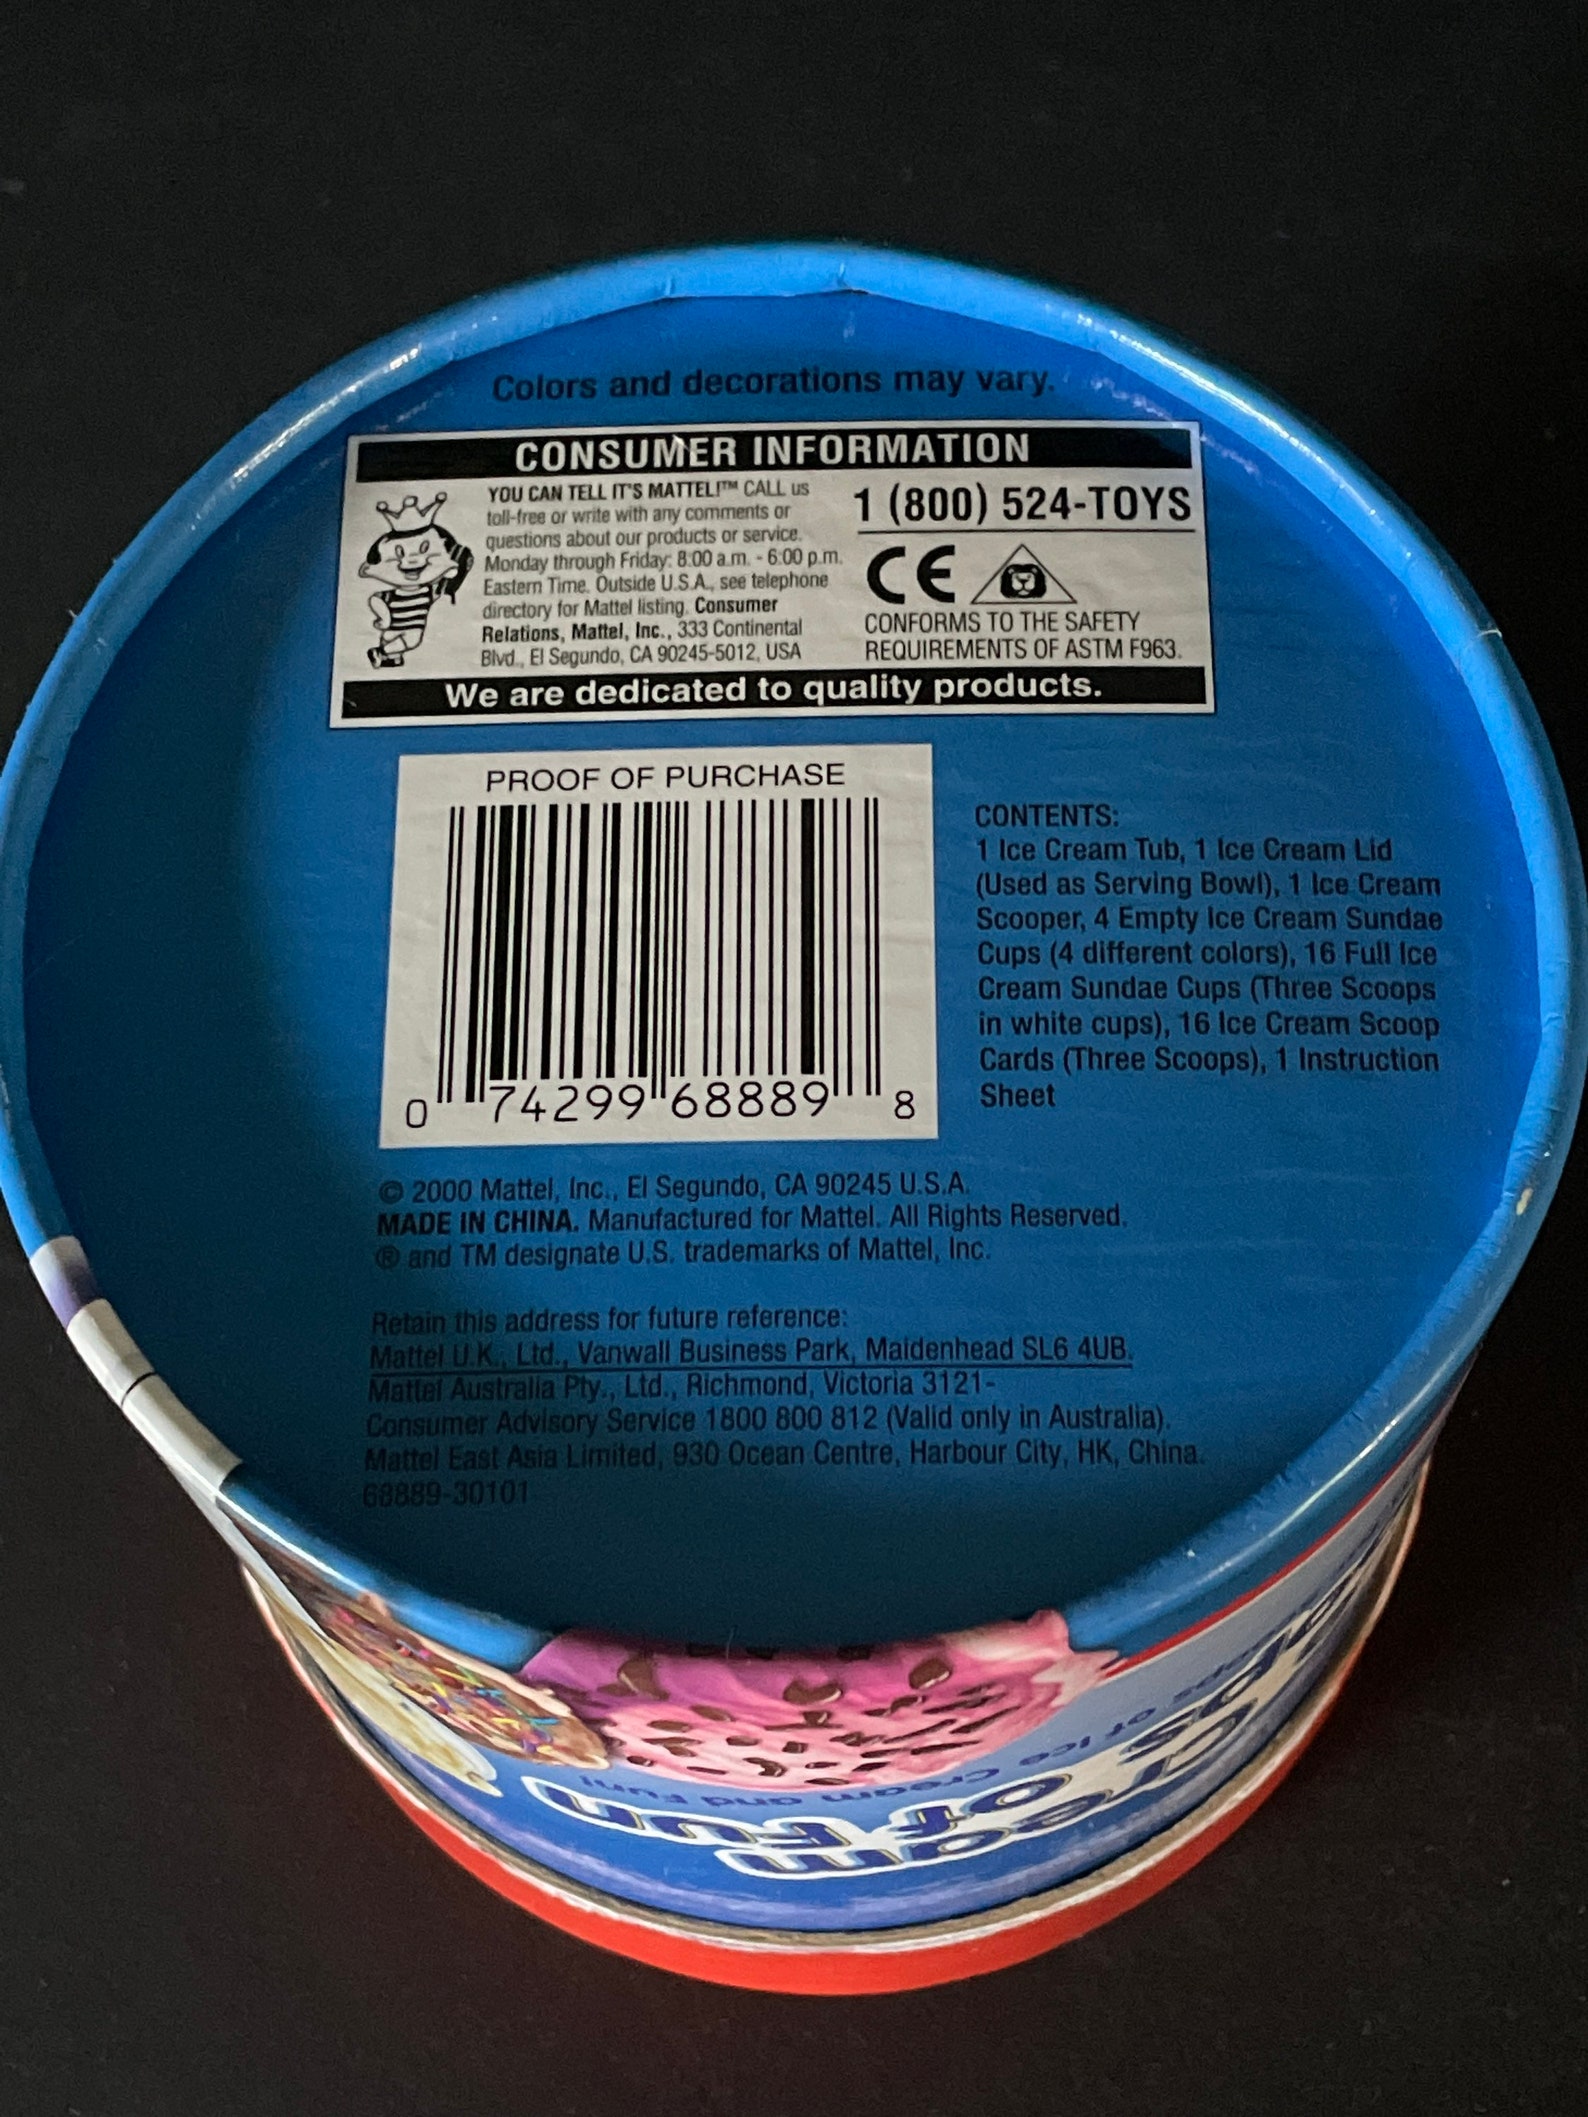 Colors and decorations may vary.
CONSUMER INFORMATION
YOU CAN TELL IT'S MATTEL!™ CALL us
toll-free or write with any comments or
questions about our products or service.
Monday through Friday: 8:00 a.m. - 6:00 p.m.
Eastern Time. Outside U.S.A., see telephone
directory for Mattel listing. Consumer
Relations, Mattel, Inc., 333 Continental
Blvd., El Segundo, CA 90245-5012, USA
1 (800) 524-TOYS
CE
CONFORMS TO THE SAFETY
REQUIREMENTS OF ASTM F963.
We are dedicated to quality products.
PROOF OF PURCHASE
0 74299 68889 8
CONTENTS:
1 Ice Cream Tub, 1 Ice Cream Lid
(Used as Serving Bowl), 1 Ice Cream
Scooper, 4 Empty Ice Cream Sundae
Cups (4 different colors), 16 Full Ice
Cream Sundae Cups (Three Scoops
in white cups), 16 Ice Cream Scoop
Cards (Three Scoops), 1 Instruction
Sheet
© 2000 Mattel, Inc., El Segundo, CA 90245 U.S.A.
MADE IN CHINA. Manufactured for Mattel. All Rights Reserved.
® and TM designate U.S. trademarks of Mattel, Inc.
Retain this address for future reference:
Mattel U.K., Ltd., Vanwall Business Park, Maidenhead SL6 4UB.
Mattel Australia Pty., Ltd., Richmond, Victoria 3121-
Consumer Advisory Service 1800 800 812 (Valid only in Australia).
Mattel East Asia Limited, 930 Ocean Centre, Harbour City, HK, China.
68889-30101
of Ice Cream and Fun!
of Fun
Cream